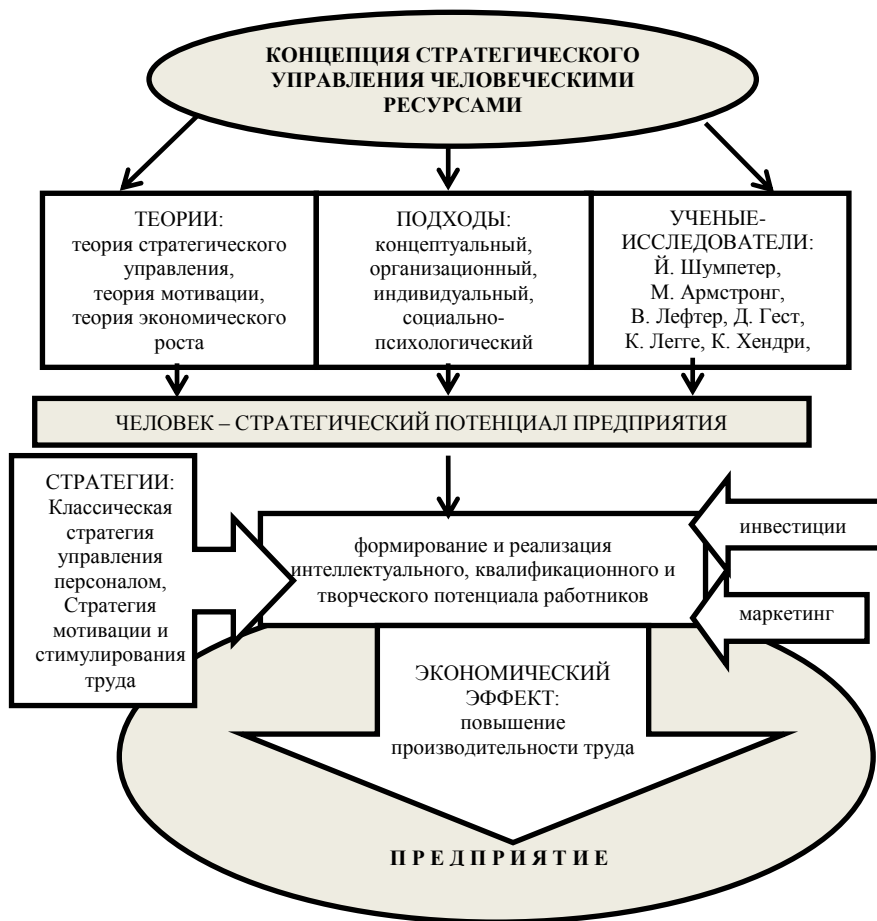 КОНЦЕПЦИЯ СТРАТЕГИЧЕСКОГО
УПРАВЛЕНИЯ ЧЕЛОВЕЧЕСКИМИ
РЕСУРСАМИ
ТЕОРИИ:
теория стратегического
управления,
теория мотивации,
теория экономического
роста
ПОДХОДЫ:
концептуальный,
организационный,
индивидуальный,
социально-
психологический
УЧЕНЫЕ-
ИССЛЕДОВАТЕЛИ:
Й. Шумпетер,
М. Армстронг,
В. Лефтер, Д. Гест,
К. Легге, К. Хендри,
ЧЕЛОВЕК – СТРАТЕГИЧЕСКИЙ ПОТЕНЦИАЛ ПРЕДПРИЯТИЯ
СТРАТЕГИИ:
Классическая
стратегия
управления
персоналом,
Стратегия
мотивации и
стимулирования
труда
формирование и реализация
интеллектуального, квалификационного и
творческого потенциала работников
инвестиции
маркетинг
ЭКОНОМИЧЕСКИЙ
ЭФФЕКТ:
повышение
производительности труда
П Р Е Д П Р И Я Т И Е